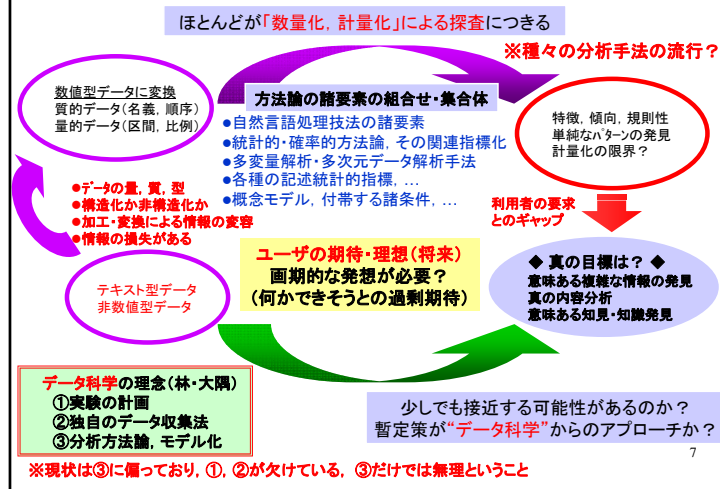 ほとんどが「数量化，計量化」による探査につきる
※種々の分析手法の流行？
数値型データに変換
質的データ（名義，順序）
量的データ（区間，比例）
方法論の諸要素の組合せ・集合体
●自然言語処理技法の諸要素
●統計的・確率的方法論，その関連指標化
●多変量解析・多次元データ解析手法
●各種の記述統計的指標，…
●概念モデル，付帯する諸条件，…
特徴，傾向，規則性
単純なパターンの発見
計量化の限界？
●データの量，質，型
●構造化か非構造化か
●加工・変換による情報の変容
●情報の損失がある
利用者の要求
とのギャップ
テキスト型データ
非数値型データ
ユーザの期待・理想（将来）
画期的な発想が必要？
（何かできそうとの過剰期待）
◆ 真の目標は？ ◆
意味ある複雑な情報の発見
真の内容分析
意味ある知見・知識発見
データ科学の理念（林・大隅）
①実験の計画
②独自のデータ収集法
③分析方法論，モデル化
少しでも接近する可能性があるのか？
暫定策が“データ科学”からのアプローチか？
7
※現状は③に偏っており，①，②が欠けている，③だけでは無理ということ